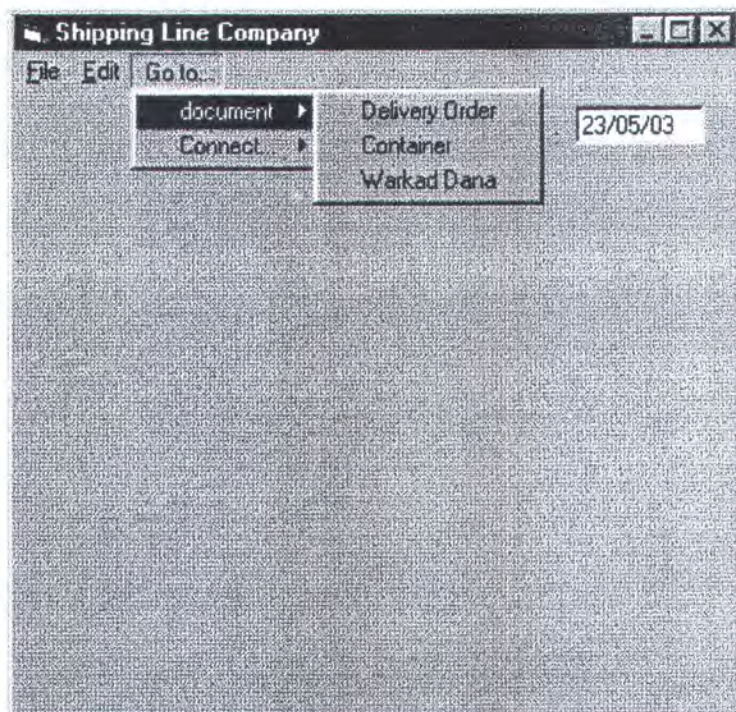 Shipping Line Company
File Edit Go to...
document Delivery Order 23/05/03
Connect... Container
Warkad Dana